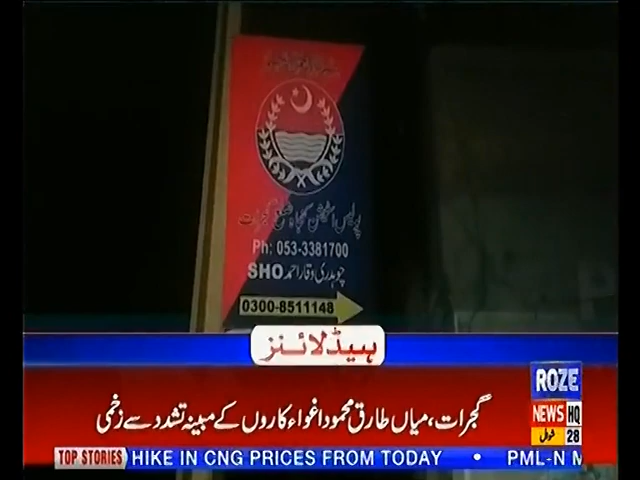 پولیس اسٹیشن کنجاہ ضلع گجرات
Ph: 053-3381700
چوہدری وقار احمد SHO
0300-8511148
ہیڈلائنز
گجرات، میاں طارق محمود اغواء کاروں کے مبینہ تشدد سے زخمی
ROZE
NEWS HQ
شوال 28
TOP STORIES HIKE IN CNG PRICES FROM TODAY • PML-N M